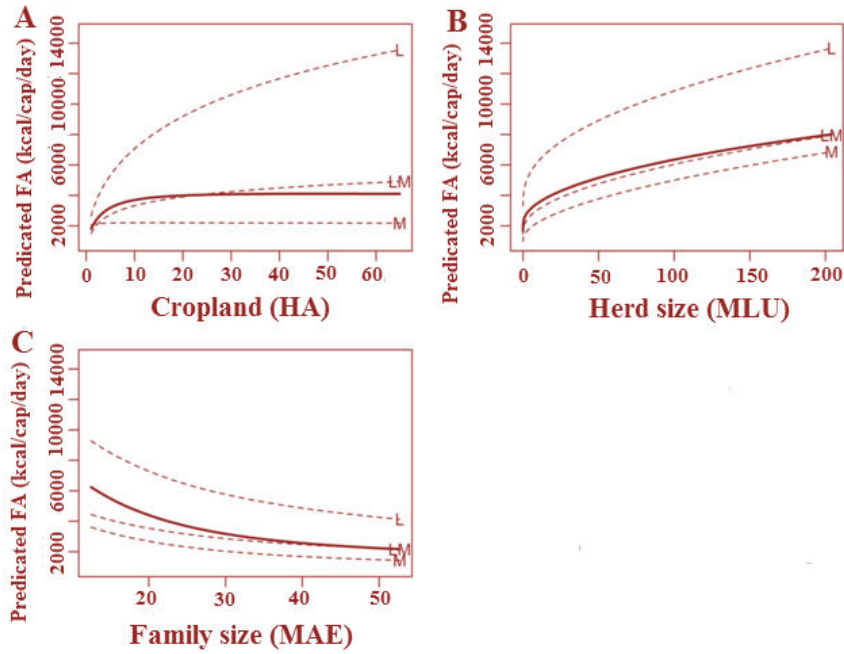 A
Predicated FA (kcal/cap/day)
14000
10000
6000
2000
L
LM
M
0 10 20 30 40 50 60
Cropland (HA)
B
Predicated FA (kcal/cap/day)
14000
10000
6000
2000
L
LM
M
0 50 100 150 200
Herd size (MLU)
C
Predicated FA (kcal/cap/day)
14000
10000
6000
2000
L
LM
M
20 30 40 50
Family size (MAE)